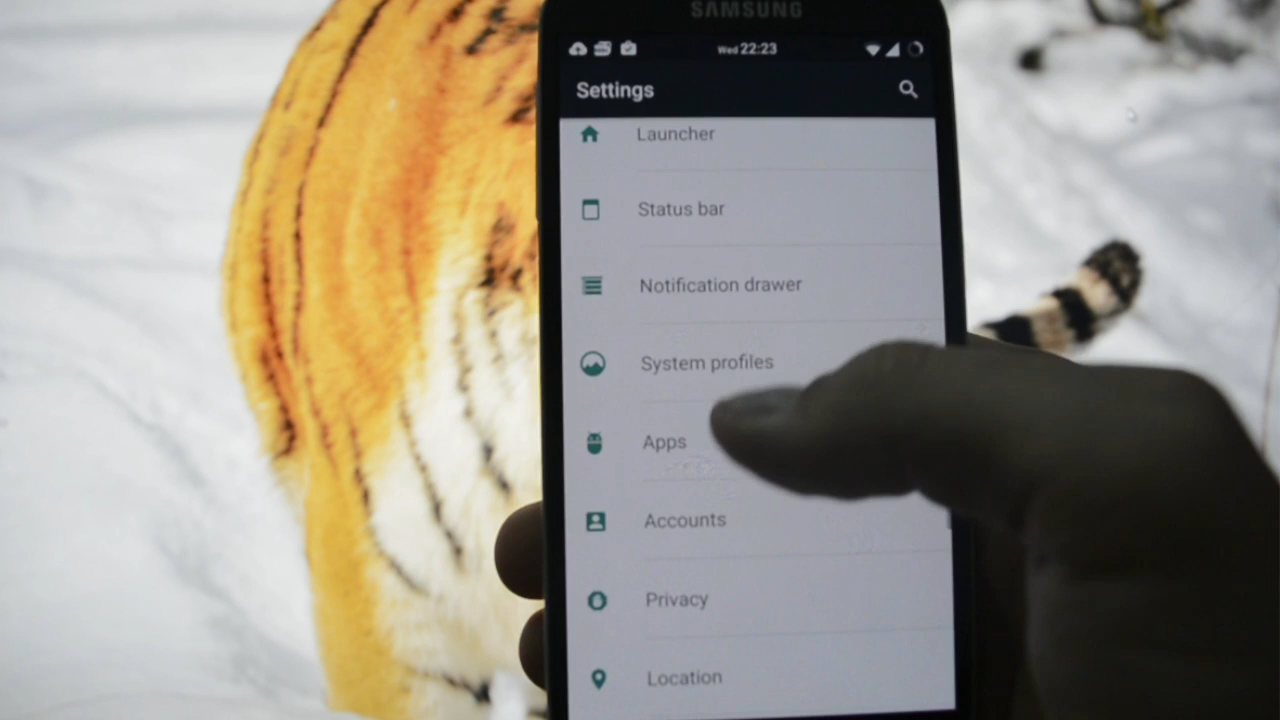 SAMSUNG
Wed 22:23
Settings
Launcher
Status bar
Notification drawer
System profiles
Apps
Accounts
Privacy
Location